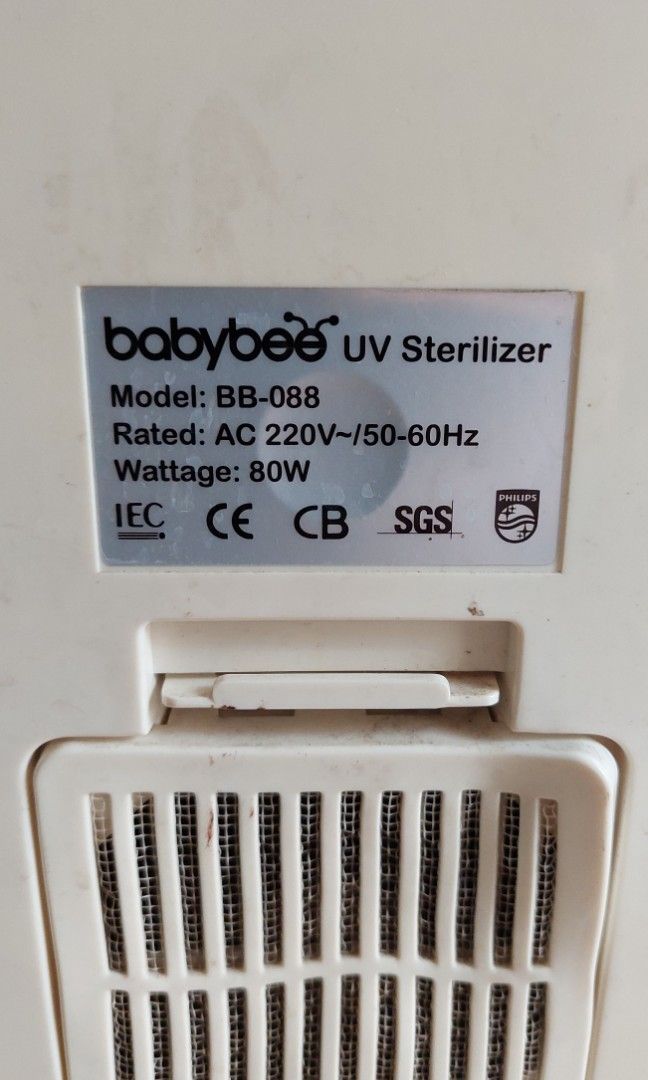 babybee UV Sterilizer
Model: BB-088
Rated: AC 220V~/50-60Hz
Wattage: 80W
IEC CE CB SGS PHILIPS